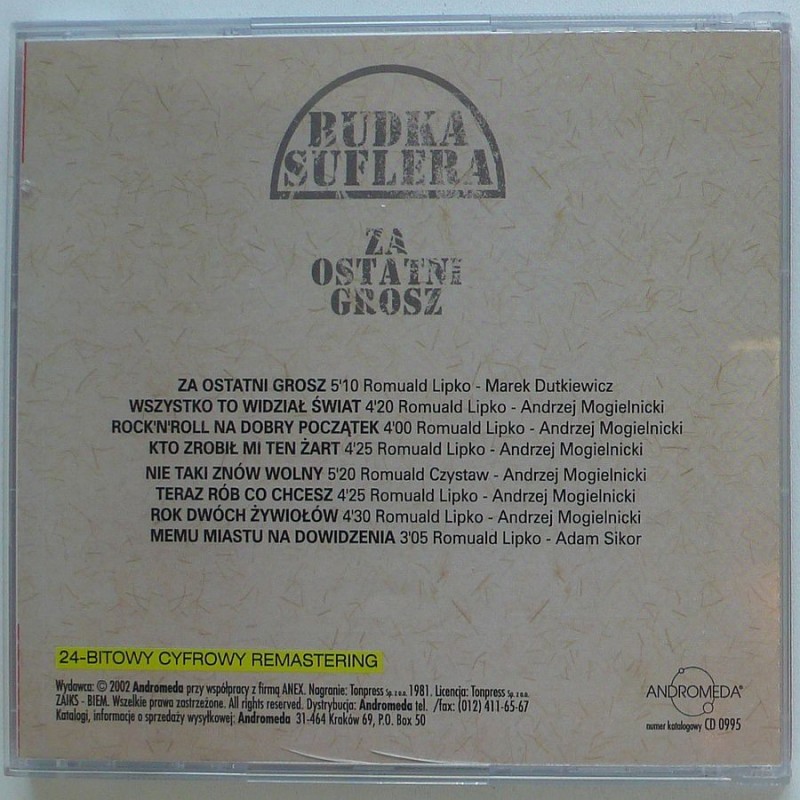 BUDKA
SUFLERA
ZA
OSTATNI
GROSZ
ZA OSTATNI GROSZ 5'10 Romuald Lipko - Marek Dutkiewicz
WSZYSTKO TO WIDZIAŁ ŚWIAT 4'20 Romuald Lipko - Andrzej Mogielnicki
ROCK'N'ROLL NA DOBRY POCZĄTEK 4'00 Romuald Lipko - Andrzej Mogielnicki
KTO ZROBIŁ MI TEN ŻART 4'25 Romuald Lipko - Andrzej Mogielnicki
NIE TAKI ZNÓW WOLNY 5'20 Romuald Czystaw - Andrzej Mogielnicki
TERAZ RÓB CO CHCESZ 4'25 Romuald Lipko - Andrzej Mogielnicki
ROK DWÓCH ŻYWIOŁÓW 4'30 Romuald Lipko - Andrzej Mogielnicki
MEMU MIASTU NA DOWIDZENIA 3'05 Romuald Lipko - Adam Sikor
24-BITOWY CYFROWY REMASTERING
Wydawca: © 2002 Andromeda przy współpracy z firmą ANEX. Nagranie: Tonpress Sp. z o.o. 1981. Licencja: Tonpress Sp. z o.o.
ZAIKS - BIEM. Wszelkie prawa zastrzeżone. All rights reserved. Dystrybucja: Andromeda tel. /fax: (012) 411-65-67
Katalogi, informacje o sprzedaży wysyłkowej: Andromeda 31-464 Kraków 69, P.O. Box 50
ANDROMEDA®
numer katalogowy CD 0995